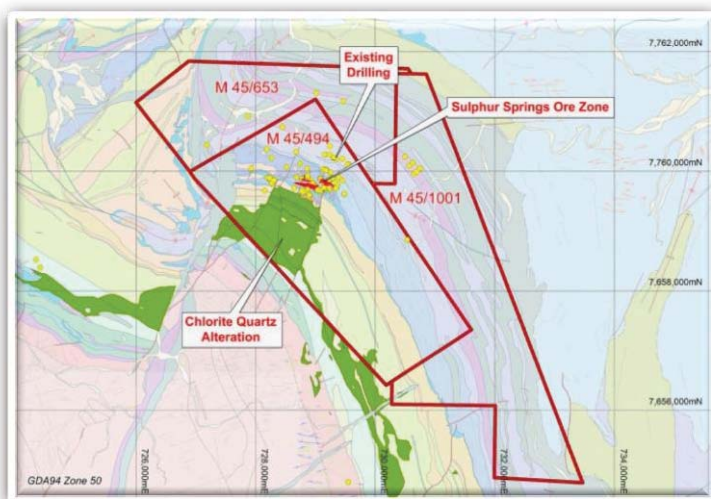 7,762,000mN
Existing
Drilling
M 45/653
Sulphur Springs Ore Zone
M 45/494
7,760,000mN
M 45/1001
7,658,000mN
Chlorite Quartz
Alteration
7,656,000mN
726,000mE
728,000mE
730,000mE
732,000mE
734,000mE
GDA94 Zone 50